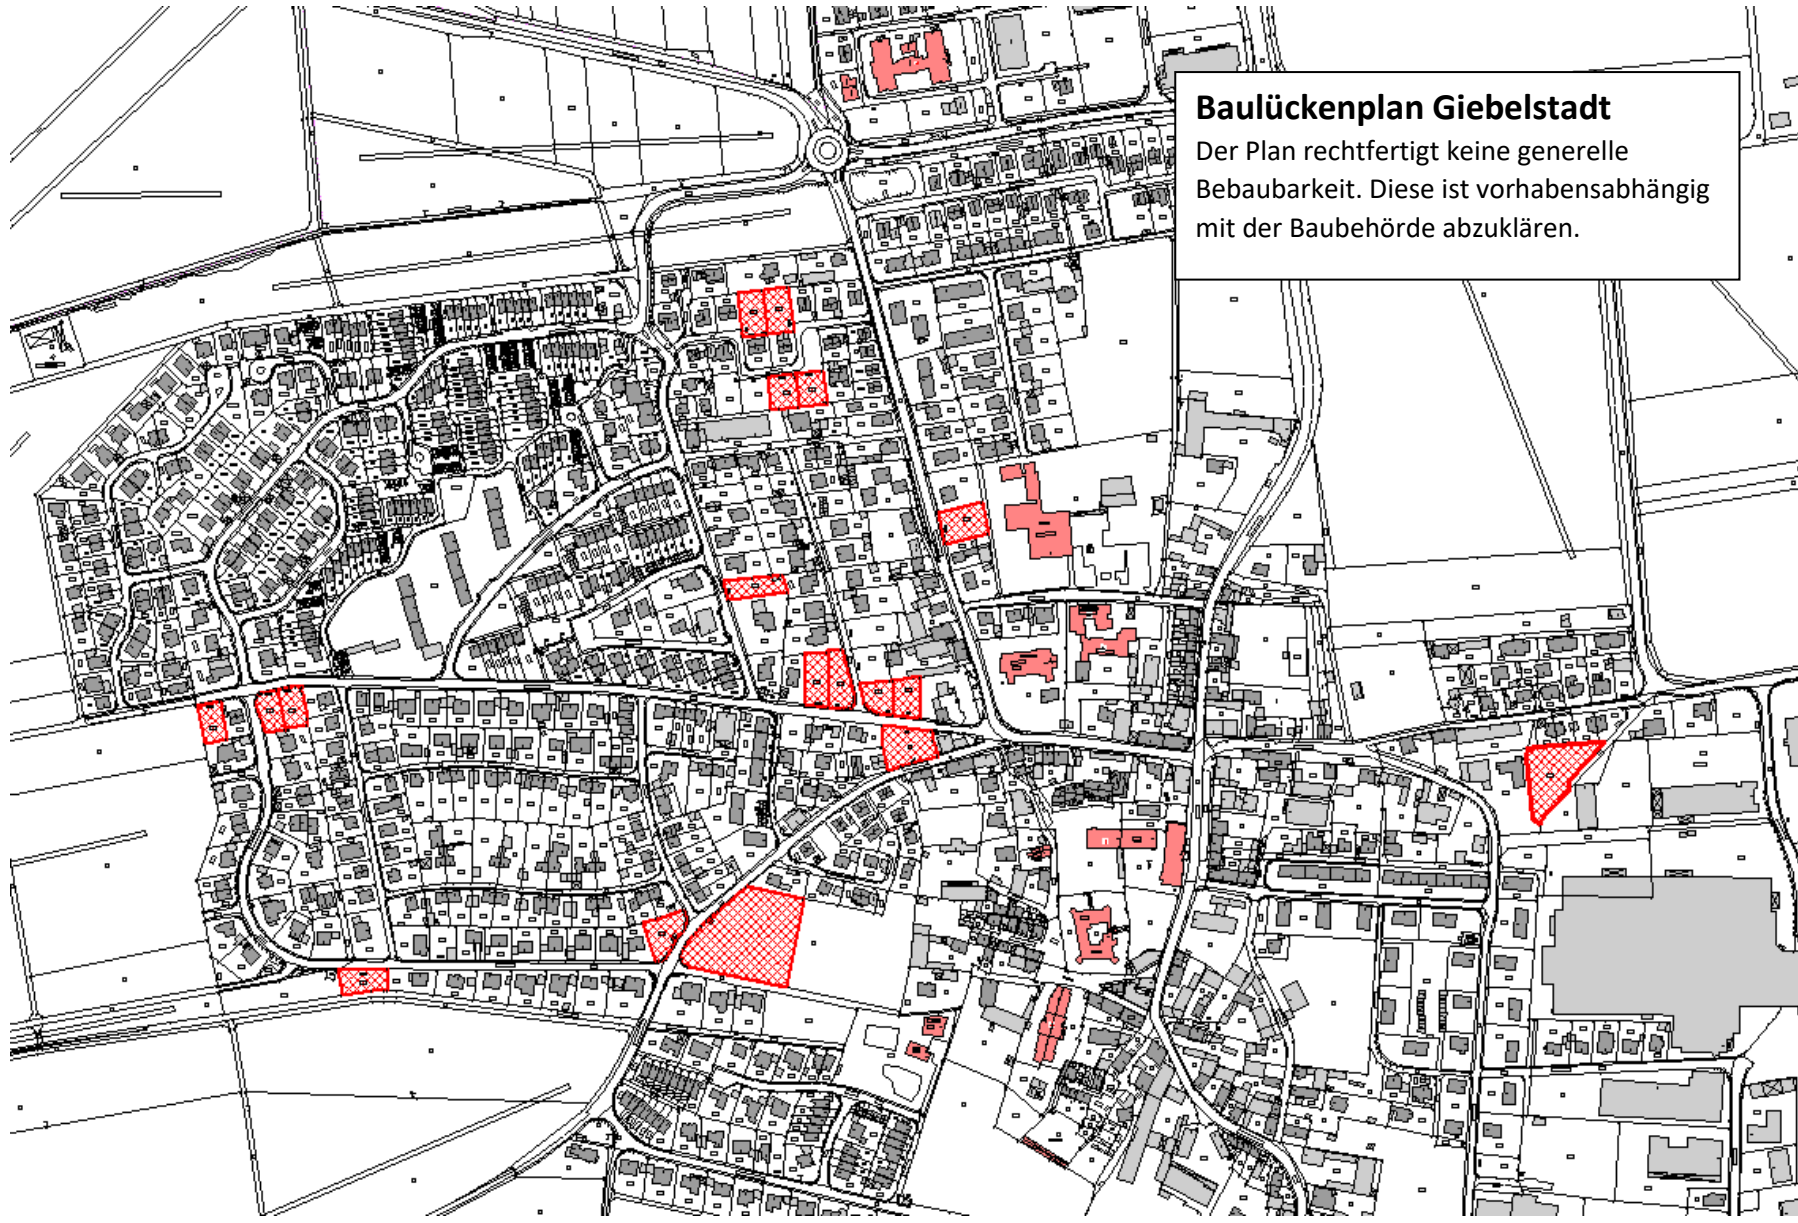 Baulückenplan Giebelstadt
Der Plan rechtfertigt keine generelle
Bebaubarkeit. Diese ist vorhabensabhängig
mit der Baubehörde abzuklären.